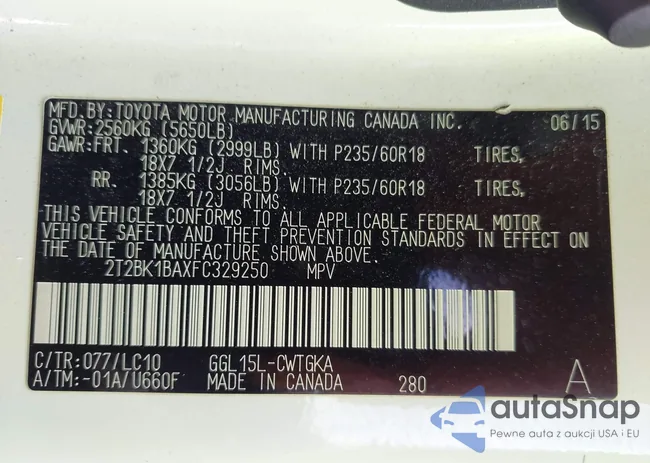 MFD.BY:TOYOTA MOTOR MANUFACTURING CANADA INC. 06/15
GVWR:2560KG (5650LB)
GAWR:FRT. 1360KG (2999LB) WITH P235/60R18 TIRES,
18X7 1/2J RIMS.
RR. 1385KG (3056LB) WITH P235/60R18 TIRES,
18X7 1/2J RIMS.
THIS VEHICLE CONFORMS TO ALL APPLICABLE FEDERAL MOTOR
VEHICLE SAFETY AND THEFT PREVENTION STANDARDS IN EFFECT ON
THE DATE OF MANUFACTURE SHOWN ABOVE.
2T2BK1BAXFC329250 MPV
C/TR:077/LC10 GGL15L-CWTGKA
A/TM:-01A/U660F MADE IN CANADA 280 A
autaSnap
Pewne auta z aukcji USA i EU